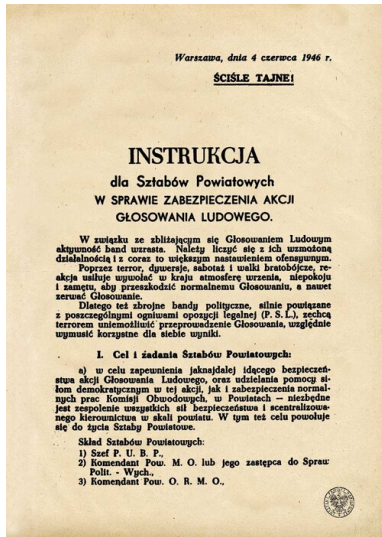 Warszawa, dnia 4 czerwca 1946 r.
ŚCIŚLE TAJNE!
INSTRUKCJA
dla Sztabów Powiatowych
W SPRAWIE ZABEZPIECZENIA AKCJI
GŁOSOWANIA LUDOWEGO.
W związku ze zbliżającym się Głosowaniem Ludowym
aktywność band wzrasta. Należy liczyć się z ich wzmożoną
działalnością i z coraz to większym nastawieniem ofensywnym.
Poprzez terror, dywersje, sabotaż i walki bratobójcze, re-
akcja usiłuje wywołać w kraju atmosferę wrzenia, niepokoju
i zamętu, aby przeszkodzić normalnemu Głosowaniu, a nawet
zerwać Głosowanie.
Dlatego też zbrojne bandy polityczne, silnie powiązane
z poszczególnymi ogniwami opozycji legalnej (P. S. L.), zechcą
terrorem uniemożliwić przeprowadzenie Głosowania, względnie
wymusić korzystne dla siebie wyniki.
I. Cel i żadania Sztabów Powiatowych:
a) w celu zapewnienia jaknajdalej idącego bezpieczeń-
stwa akcji Głosowania Ludowego, oraz udzielania pomocy si-
łom demokratycznym w tej akcji, jak i zabezpieczenia normal-
nych prac Komisji Obwodowych, w Powiatach — niezbędne
jest zespolenie wszystkich sił bezpieczeństwa i scentralizowa-
nego kierownictwa w skali powiatu. W tym też celu powołuje
się do życia Sztaby Powiatowe.
Skład Sztabów Powiatowych:
1) Szef P. U. B. P.,
2) Komendant Pow. M. O. lub jego zastępca do Spraw
Polit. - Wych.,
3) Komendant Pow. O. R. M. O.,